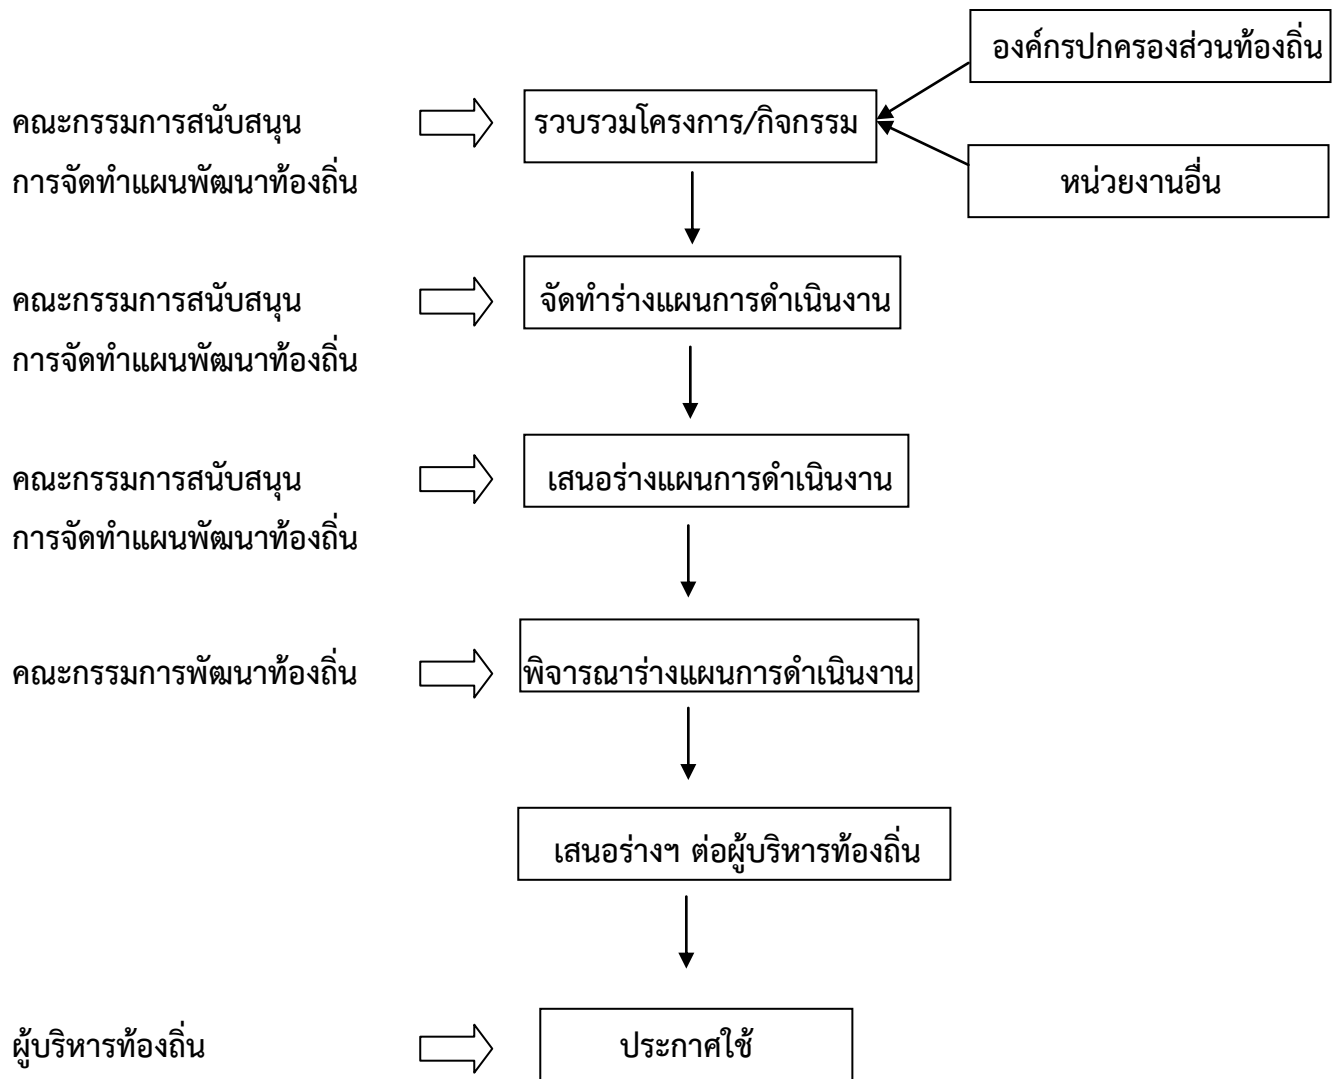 องค์กรปกครองส่วนท้องถิ่น
คณะกรรมการสนับสนุน
การจัดทำแผนพัฒนาท้องถิ่น
รวบรวมโครงการ/กิจกรรม
หน่วยงานอื่น
คณะกรรมการสนับสนุน
การจัดทำแผนพัฒนาท้องถิ่น
จัดทำร่างแผนการดำเนินงาน
คณะกรรมการสนับสนุน
การจัดทำแผนพัฒนาท้องถิ่น
เสนอร่างแผนการดำเนินงาน
คณะกรรมการพัฒนาท้องถิ่น
พิจารณาร่างแผนการดำเนินงาน
เสนอร่างฯ ต่อผู้บริหารท้องถิ่น
ผู้บริหารท้องถิ่น
ประกาศใช้